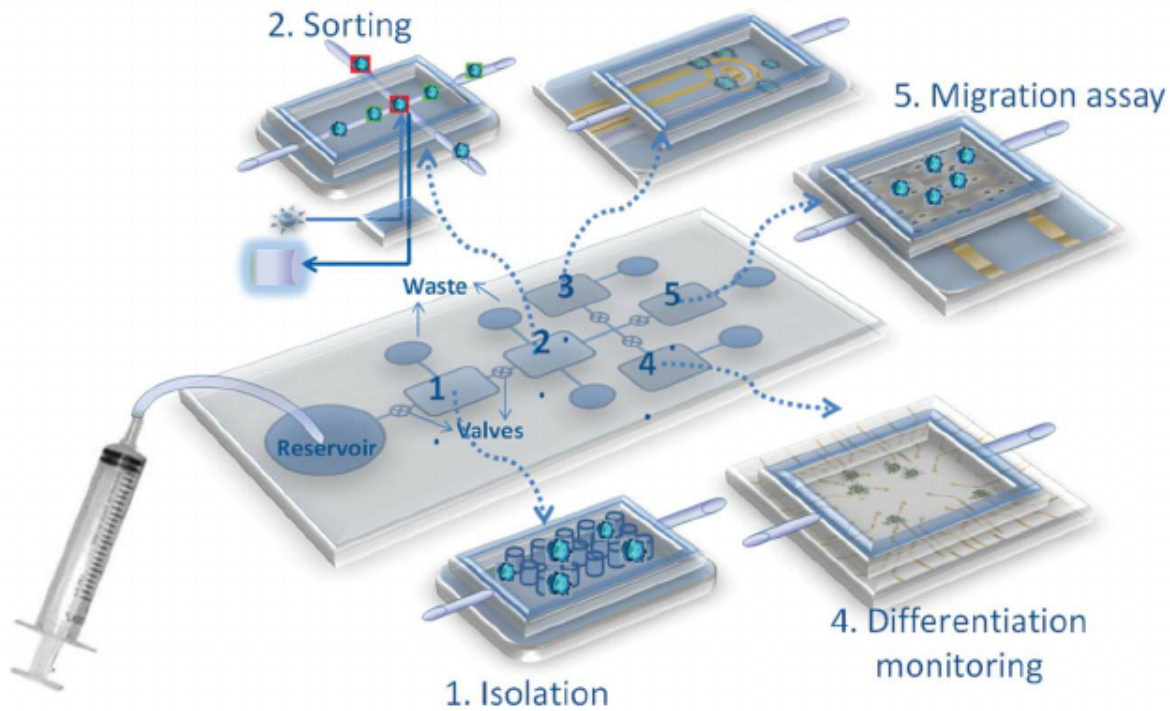 2. Sorting
5. Migration assay
Waste
3
5
2
4
1
Valves
Reservoir
4. Differentiation
monitoring
1. Isolation